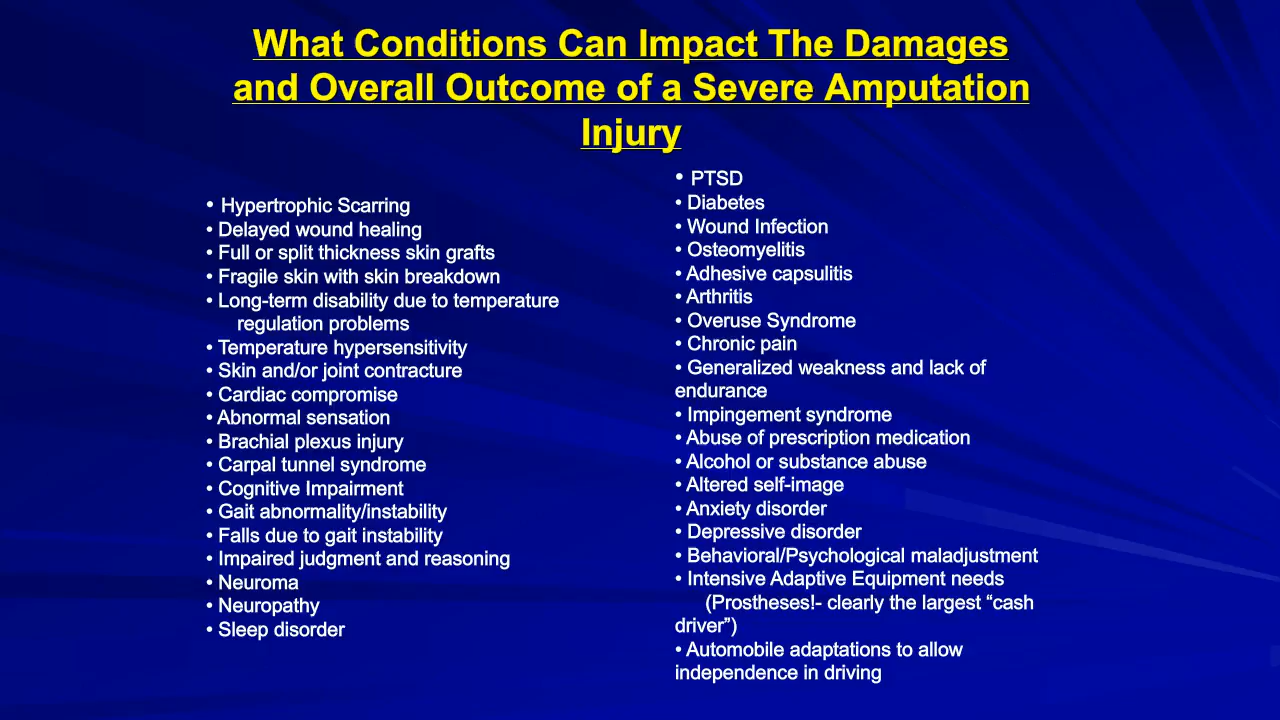 What Conditions Can Impact The Damages
and Overall Outcome of a Severe Amputation
Injury
• Hypertrophic Scarring
• Delayed wound healing
• Full or split thickness skin grafts
• Fragile skin with skin breakdown
• Long-term disability due to temperature
regulation problems
• Temperature hypersensitivity
• Skin and/or joint contracture
• Cardiac compromise
• Abnormal sensation
• Brachial plexus injury
• Carpal tunnel syndrome
• Cognitive Impairment
• Gait abnormality/instability
• Falls due to gait instability
• Impaired judgment and reasoning
• Neuroma
• Neuropathy
• Sleep disorder
• PTSD
• Diabetes
• Wound Infection
• Osteomyelitis
• Adhesive capsulitis
• Arthritis
• Overuse Syndrome
• Chronic pain
• Generalized weakness and lack of
endurance
• Impingement syndrome
• Abuse of prescription medication
• Alcohol or substance abuse
• Altered self-image
• Anxiety disorder
• Depressive disorder
• Behavioral/Psychological maladjustment
• Intensive Adaptive Equipment needs
(Prostheses!- clearly the largest “cash
driver”)
• Automobile adaptations to allow
independence in driving